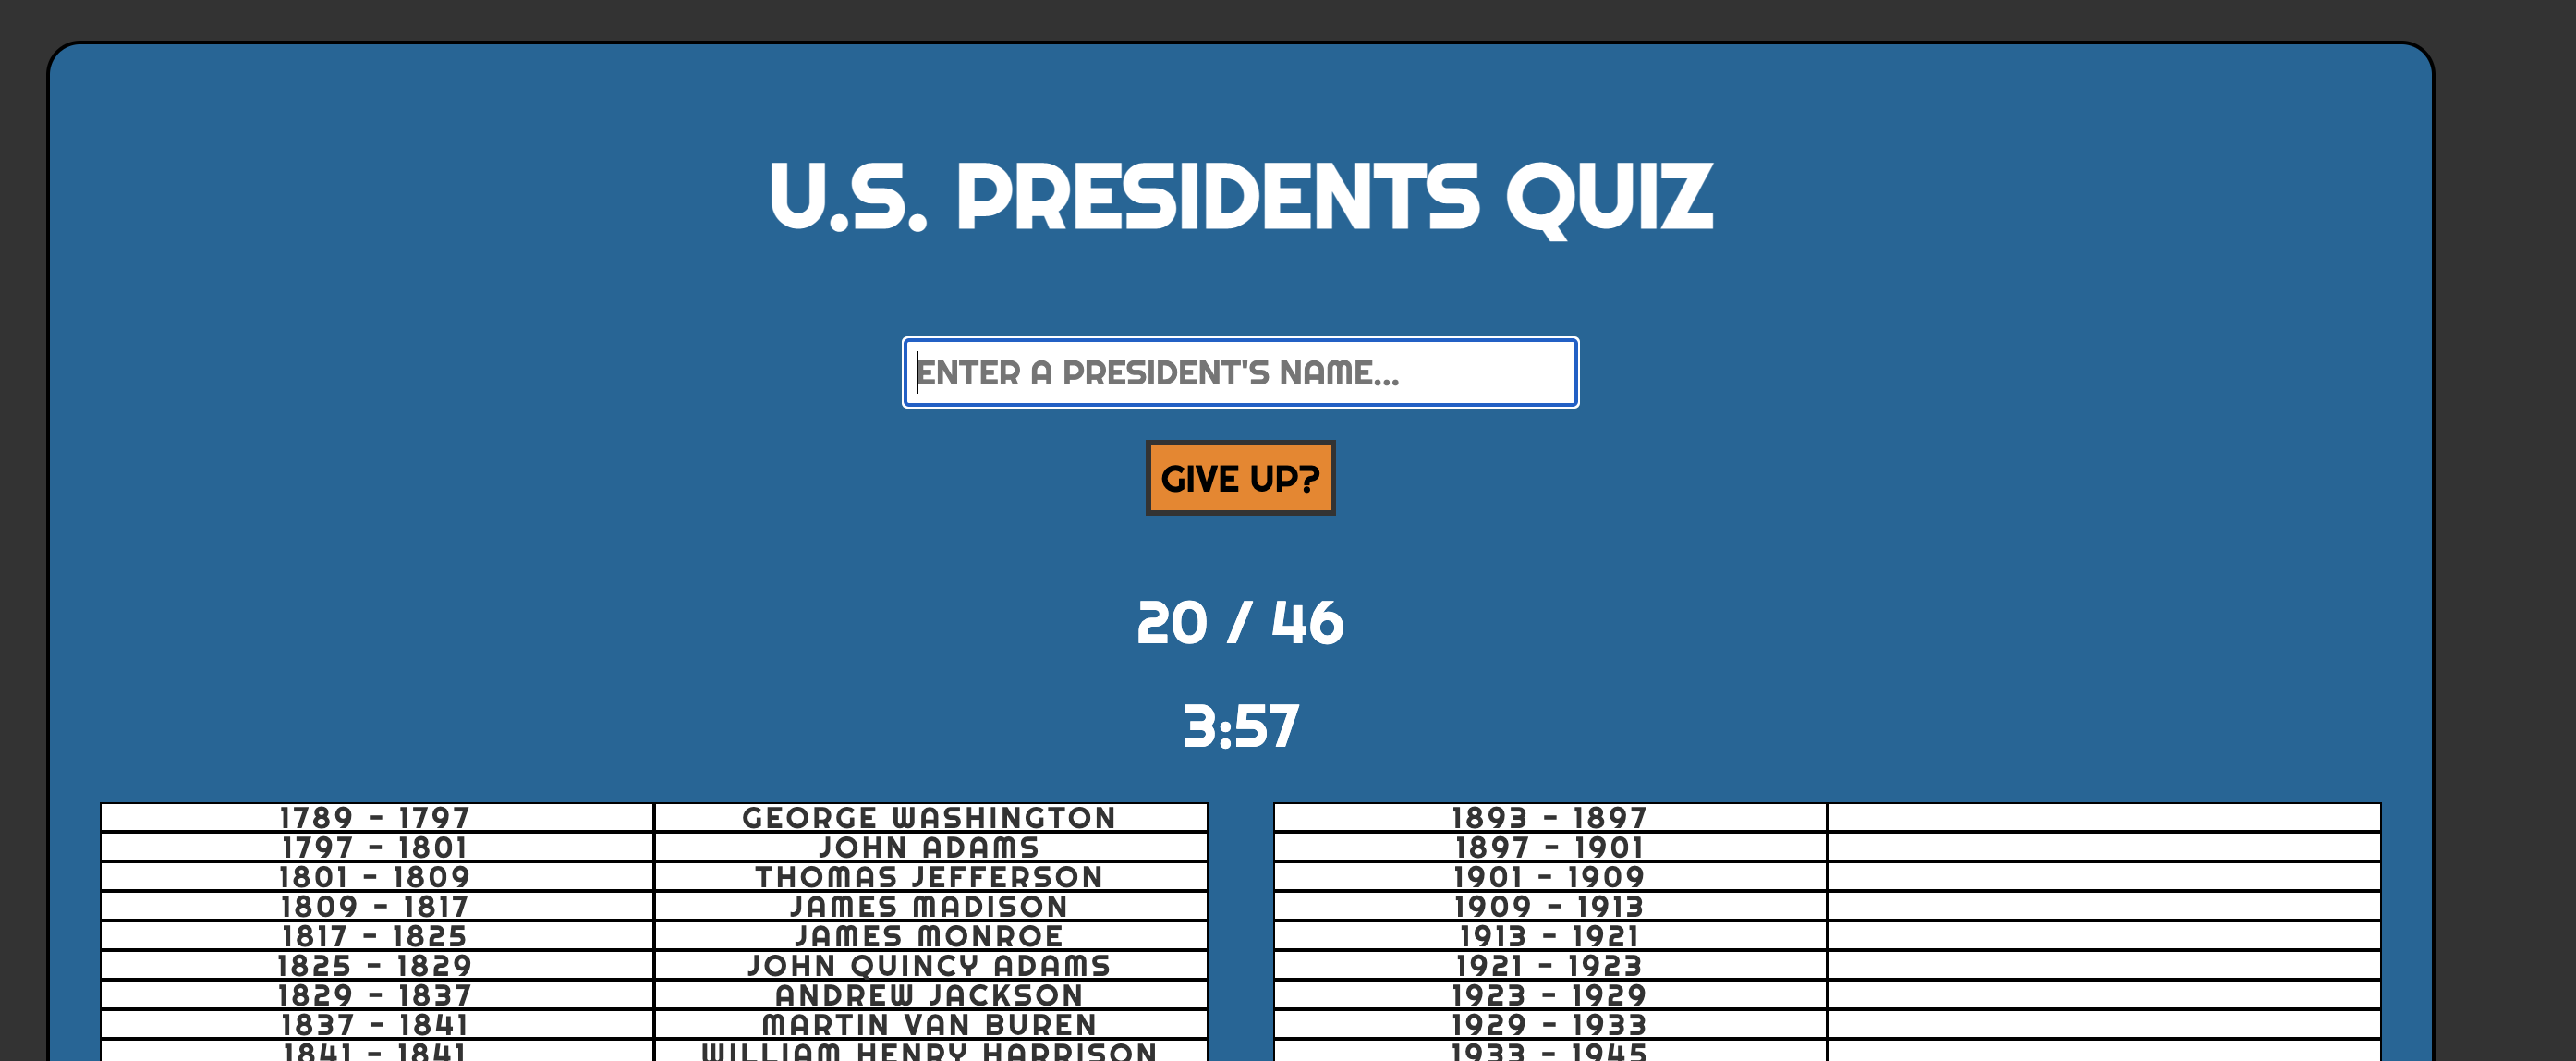 U.S. PRESIDENTS QUIZ
ENTER A PRESIDENT'S NAME...
GIVE UP?
20 / 46
3:57
1789 - 1797 GEORGE WASHINGTON
1797 - 1801 JOHN ADAMS
1801 - 1809 THOMAS JEFFERSON
1809 - 1817 JAMES MADISON
1817 - 1825 JAMES MONROE
1825 - 1829 JOHN QUINCY ADAMS
1829 - 1837 ANDREW JACKSON
1837 - 1841 MARTIN VAN BUREN
1841 - 1841 WILLIAM HENRY HARRISON
1893 - 1897
1897 - 1901
1901 - 1909
1909 - 1913
1913 - 1921
1921 - 1923
1923 - 1929
1929 - 1933
1933 - 1945